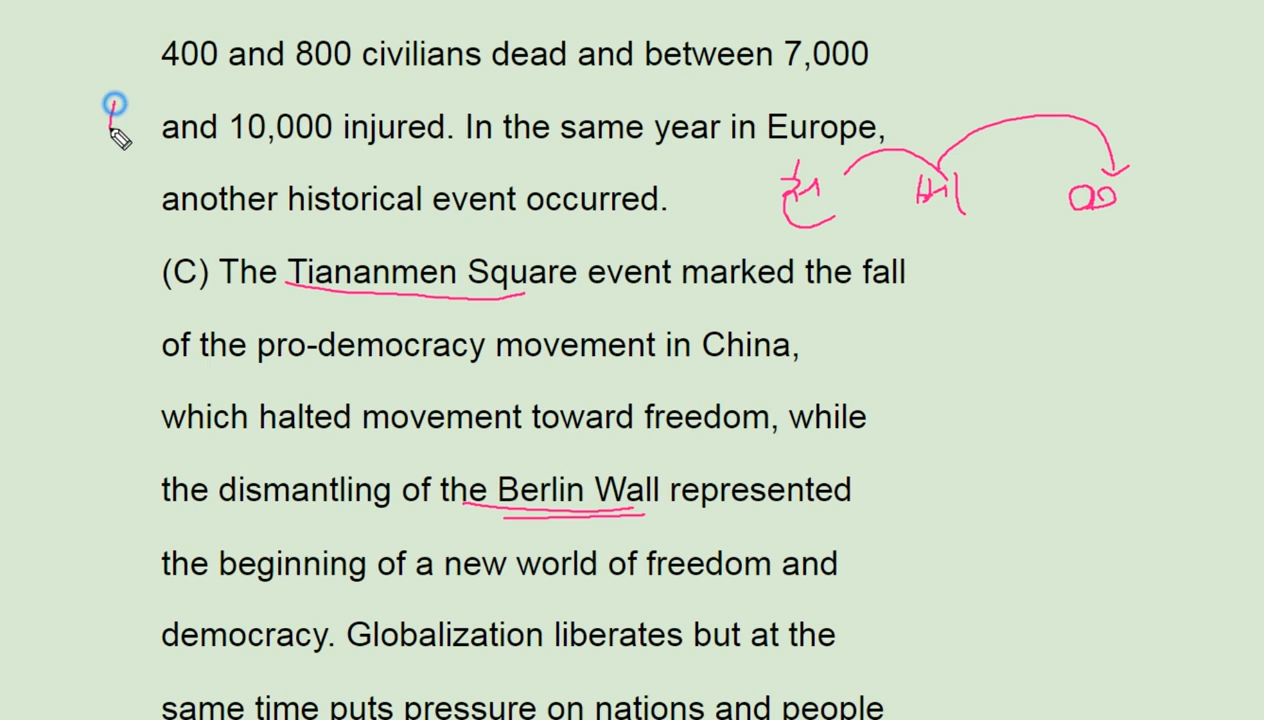 400 and 800 civilians dead and between 7,000
and 10,000 injured. In the same year in Europe,
another historical event occurred.
(C) The Tiananmen Square event marked the fall
of the pro-democracy movement in China,
which halted movement toward freedom, while
the dismantling of the Berlin Wall represented
the beginning of a new world of freedom and
democracy. Globalization liberates but at the
same time puts pressure on nations and people